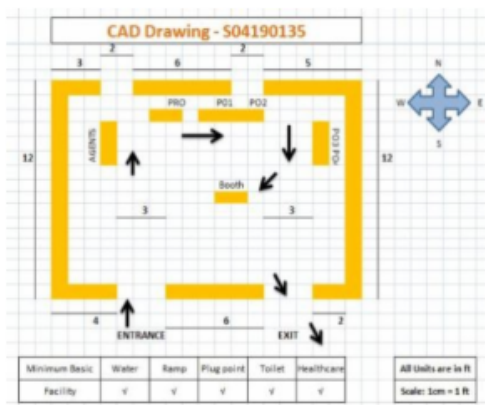 CAD Drawing - S04190135
2 2
3 6 5
N
PRO PO1 PO2
W E
AGENTS
S
12 12
Booth
3 3
4 6 2
ENTRANCE EXIT
Minimum Basic Water Ramp Plug point Toilet Healthcare
Facility √ √ √ √ √
All Units are in ft
Scale: 1cm = 1 ft